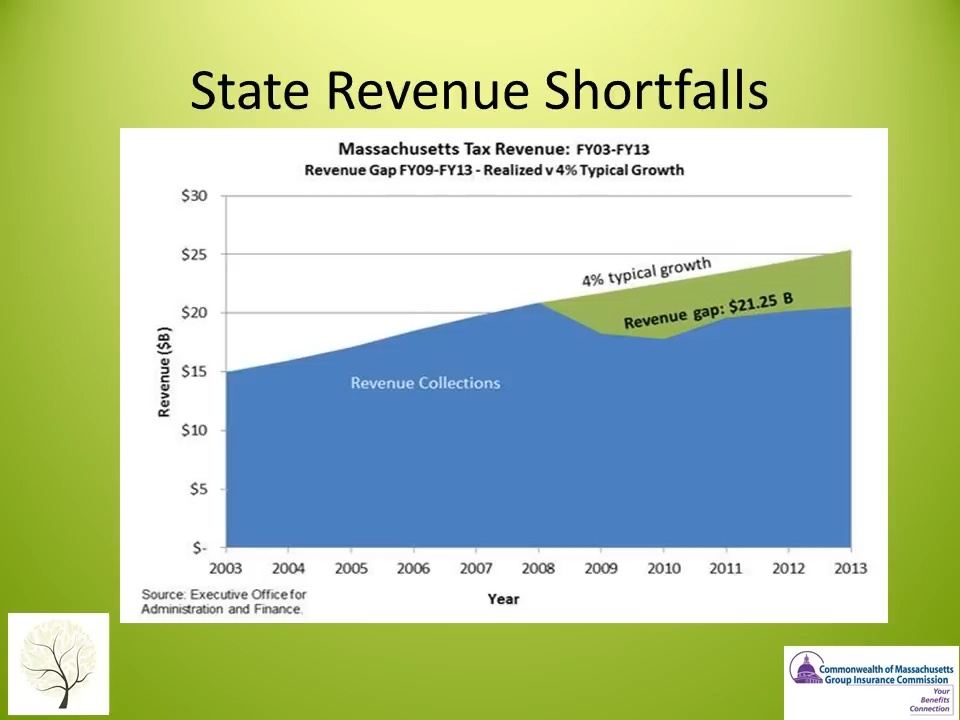 State Revenue Shortfalls
Massachusetts Tax Revenue: FY03-FY13
Revenue Gap FY09-FY13 - Realized v 4% Typical Growth
$30
$25
$20
$15
$10
$5
$-
Revenue ($B)
4% typical growth
Revenue gap: $21.25 B
Revenue Collections
2003 2004 2005 2006 2007 2008 2009 2010 2011 2012 2013
Year
Source: Executive Office for
Administration and Finance.
Commonwealth of Massachusetts
Group Insurance Commission
Your
Benefits
Connection